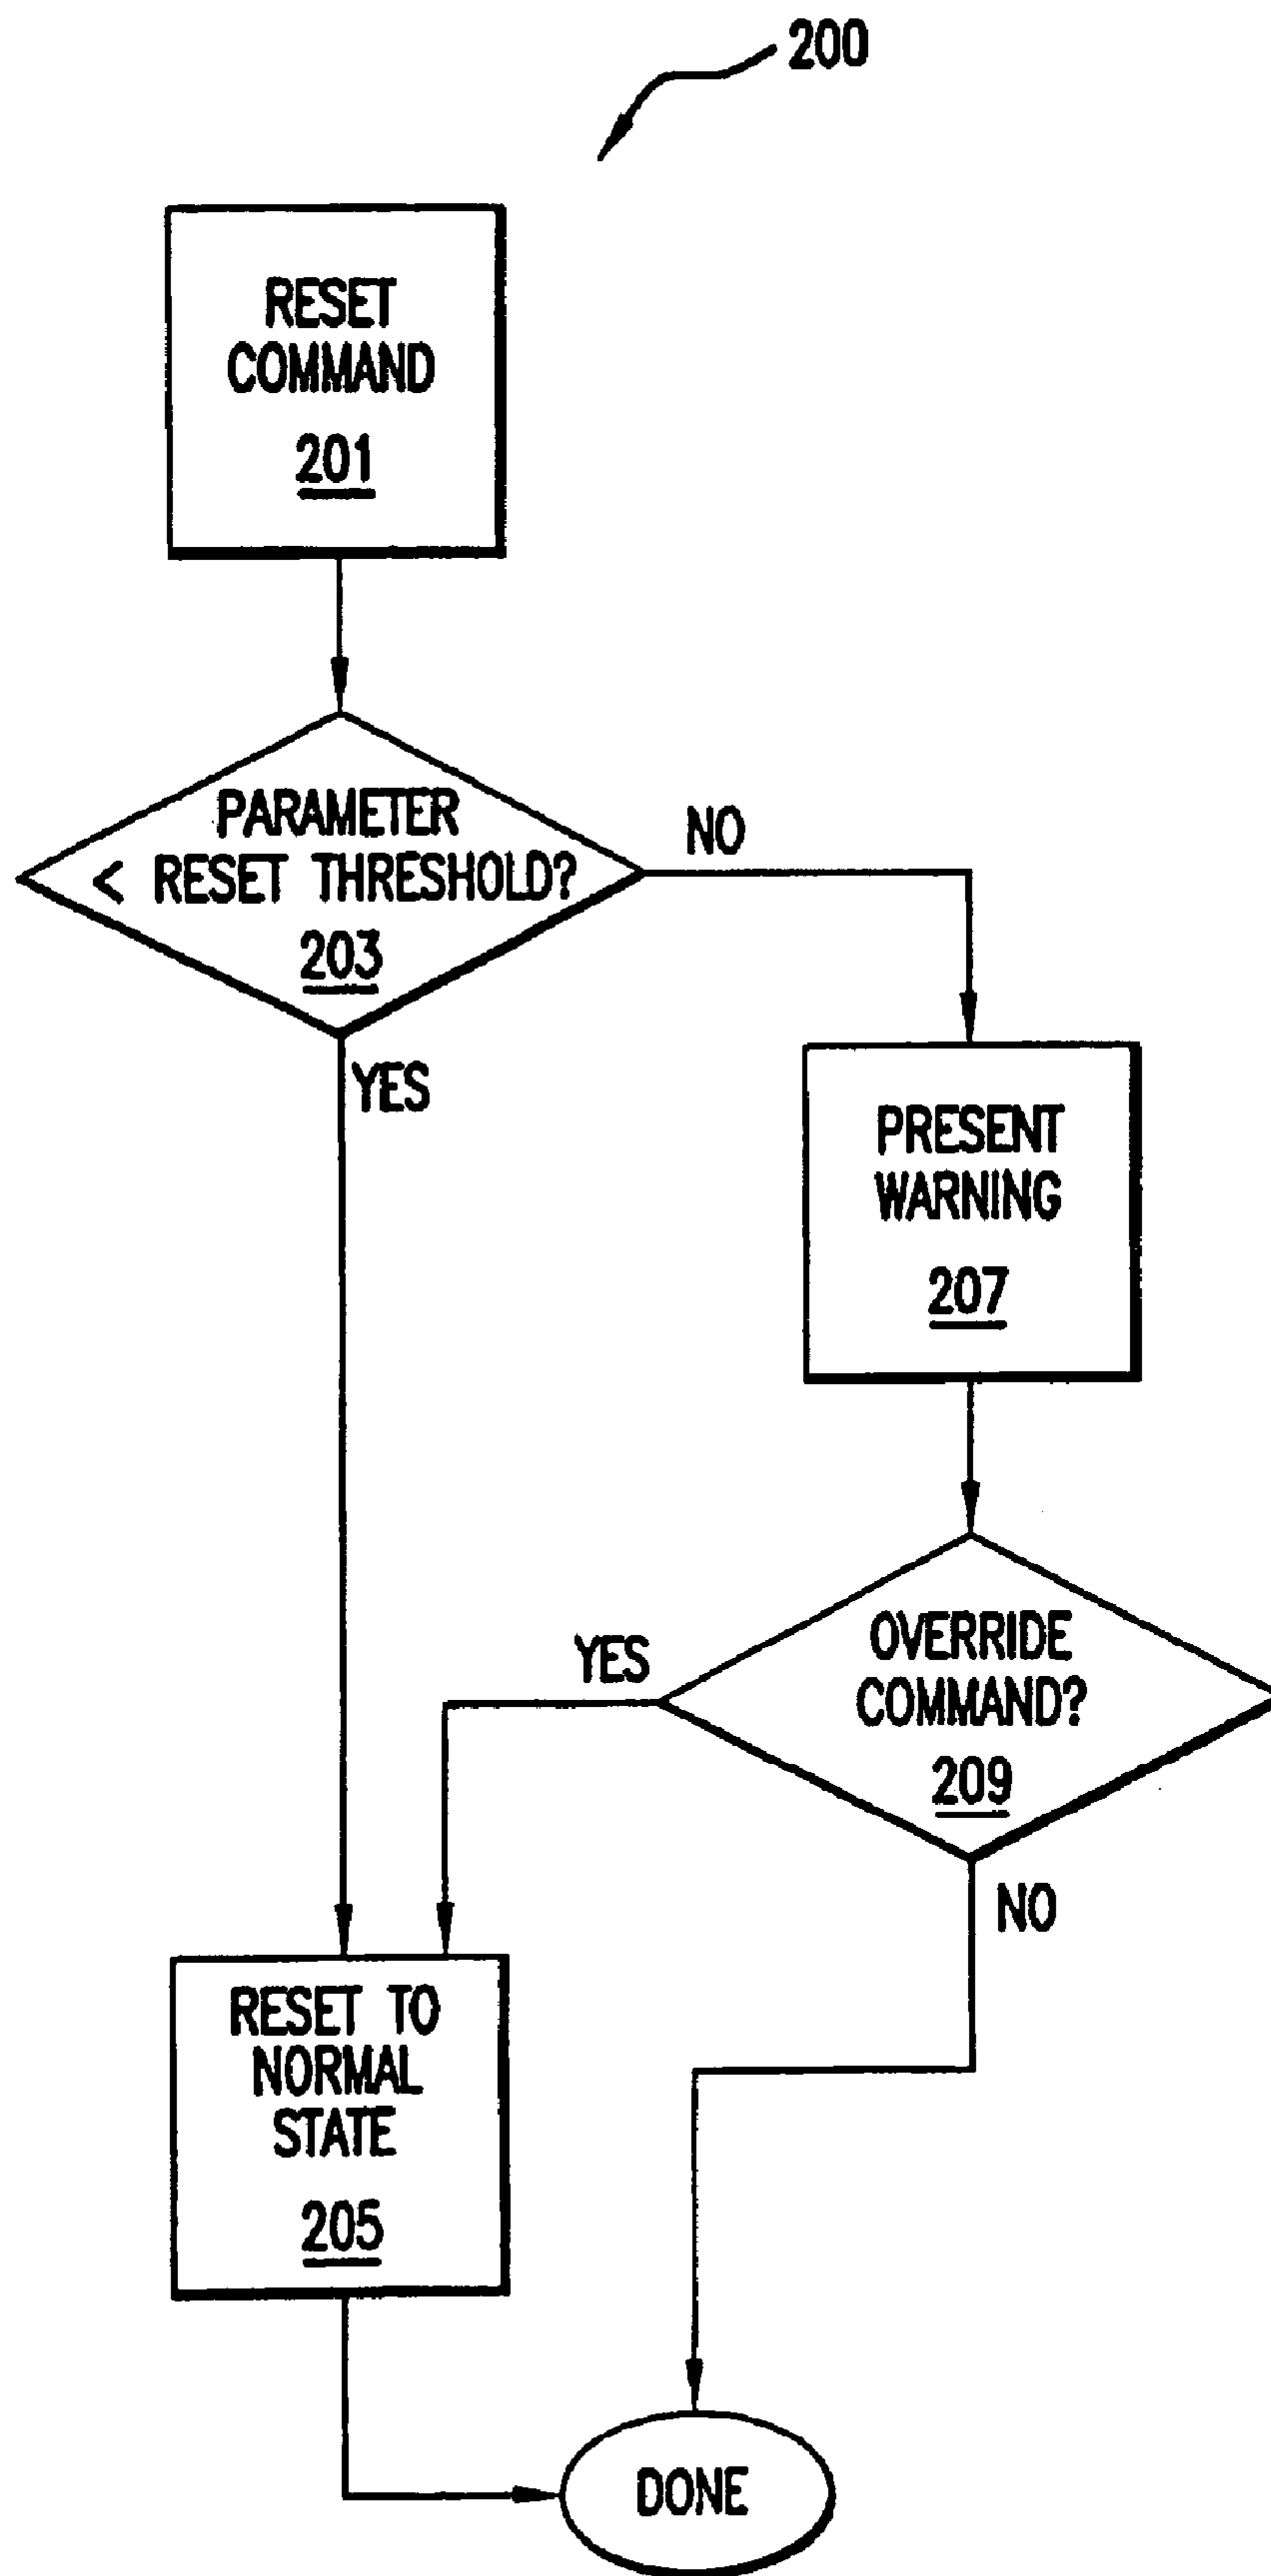 200
RESET
COMMAND
201
PARAMETER
< RESET THRESHOLD?
203
NO
YES
PRESENT
WARNING
207
OVERRIDE
COMMAND?
209
YES
NO
RESET TO
NORMAL
STATE
205
DONE